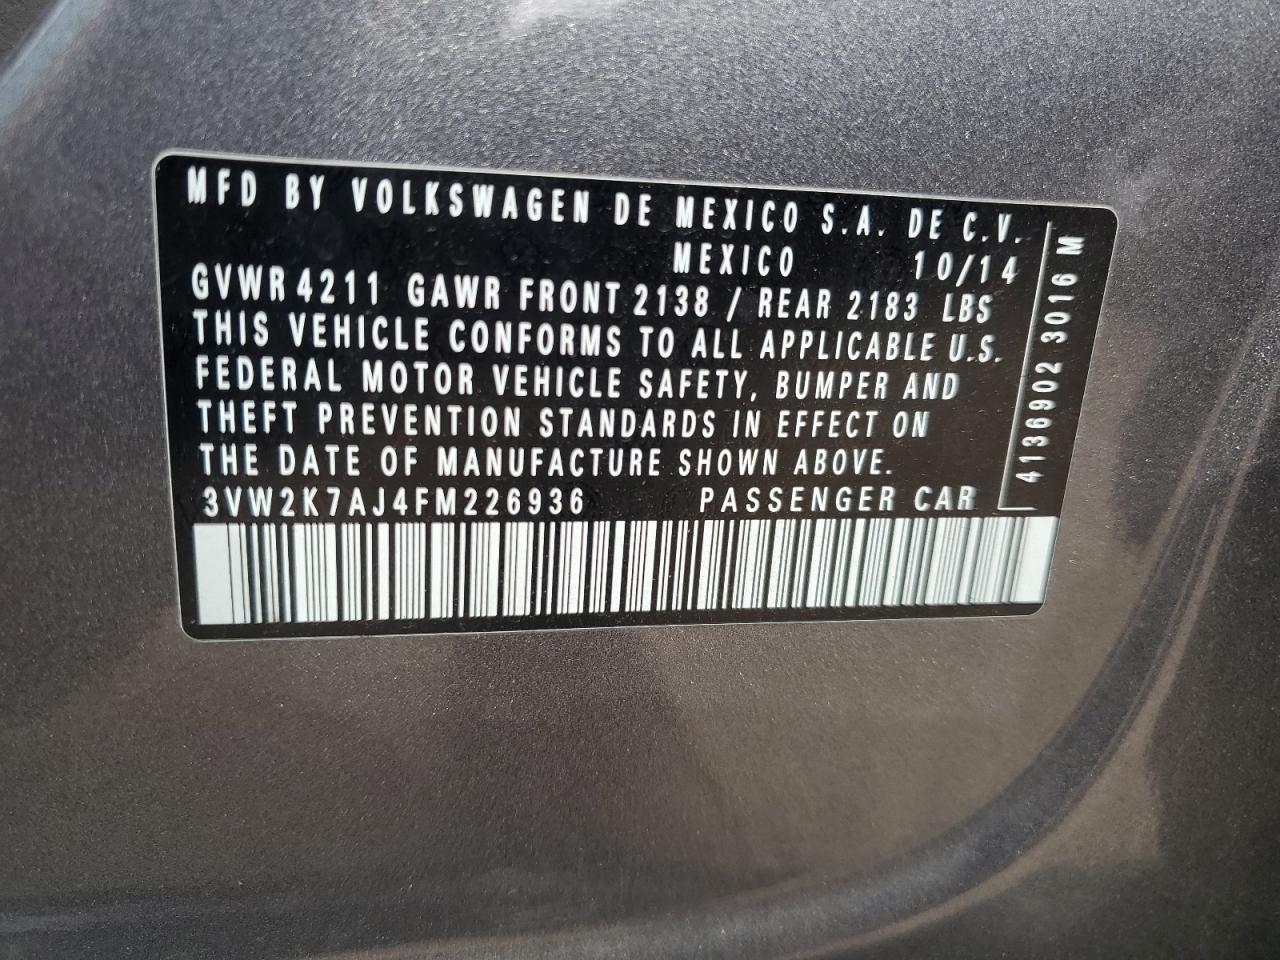 MFD BY VOLKSWAGEN DE MEXICO S.A. DE C.V.
MEXICO 10/14
GVWR 4211 GAWR FRONT 2138 / REAR 2183 LBS
THIS VEHICLE CONFORMS TO ALL APPLICABLE U.S.
FEDERAL MOTOR VEHICLE SAFETY, BUMPER AND
THEFT PREVENTION STANDARDS IN EFFECT ON
THE DATE OF MANUFACTURE SHOWN ABOVE.
3VW2K7AJ4FM226936 PASSENGER CAR
4136902 3016 M